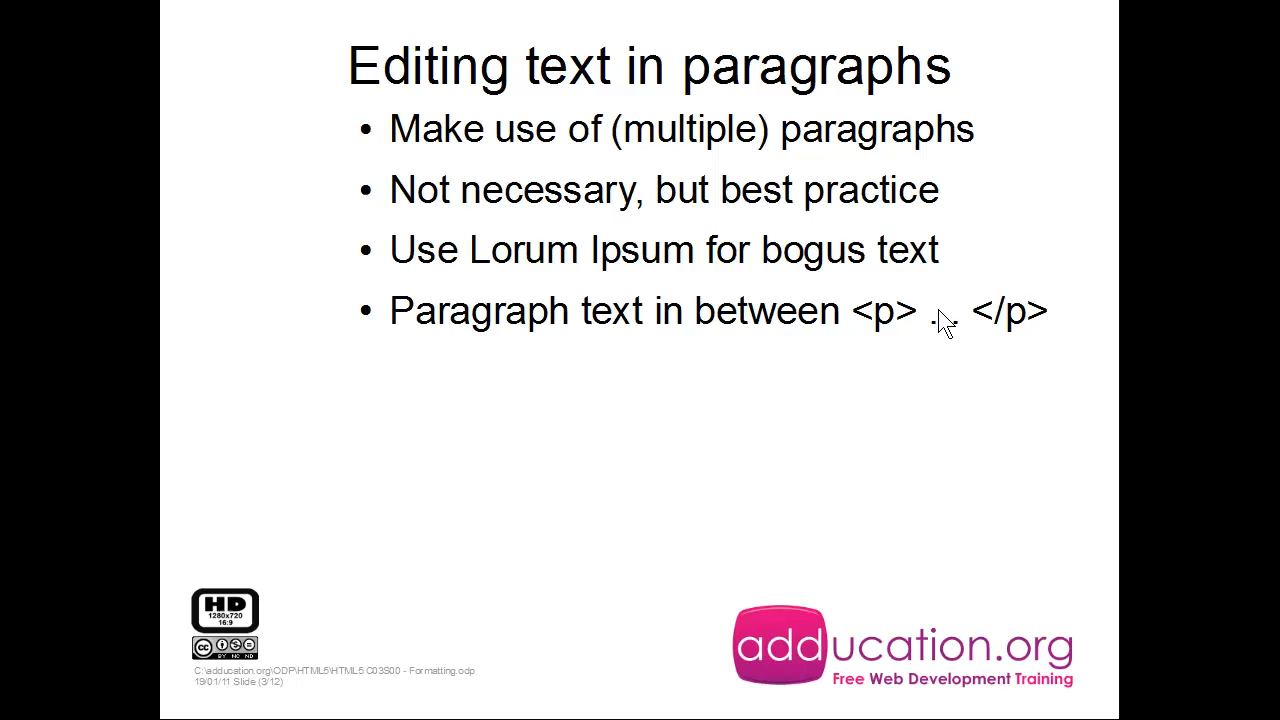 Editing text in paragraphs
• Make use of (multiple) paragraphs
• Not necessary, but best practice
• Use Lorum Ipsum for bogus text
• Paragraph text in between <p> ... </p>
HD
1280x720
16:9
cc
BY NC ND
C:\adducation.org\ODP\HTML5\HTML5 C03S00 - Formatting.odp
19/01/11 Slide (3/12)
adducation.org
Free Web Development Training